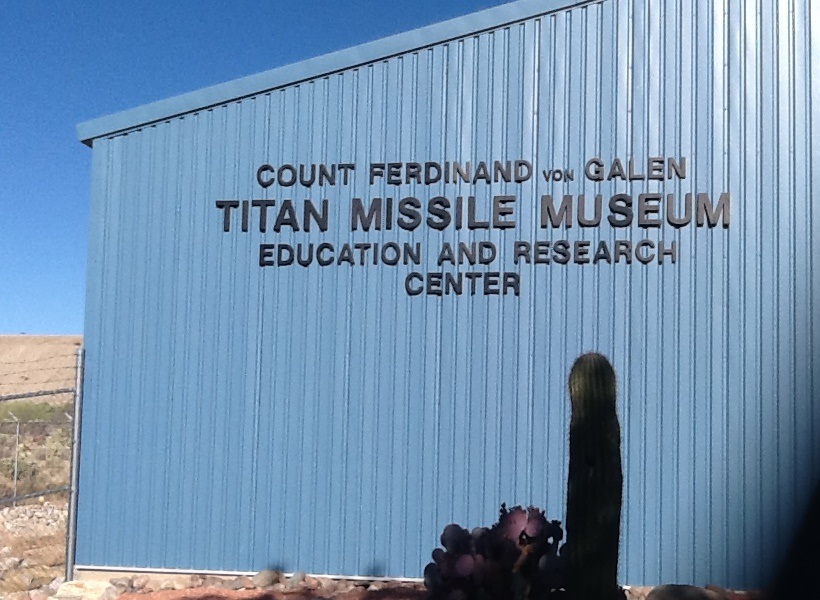 COUNT FERDINAND VON GALEN
TITAN MISSILE MUSEUM
EDUCATION AND RESEARCH
CENTER